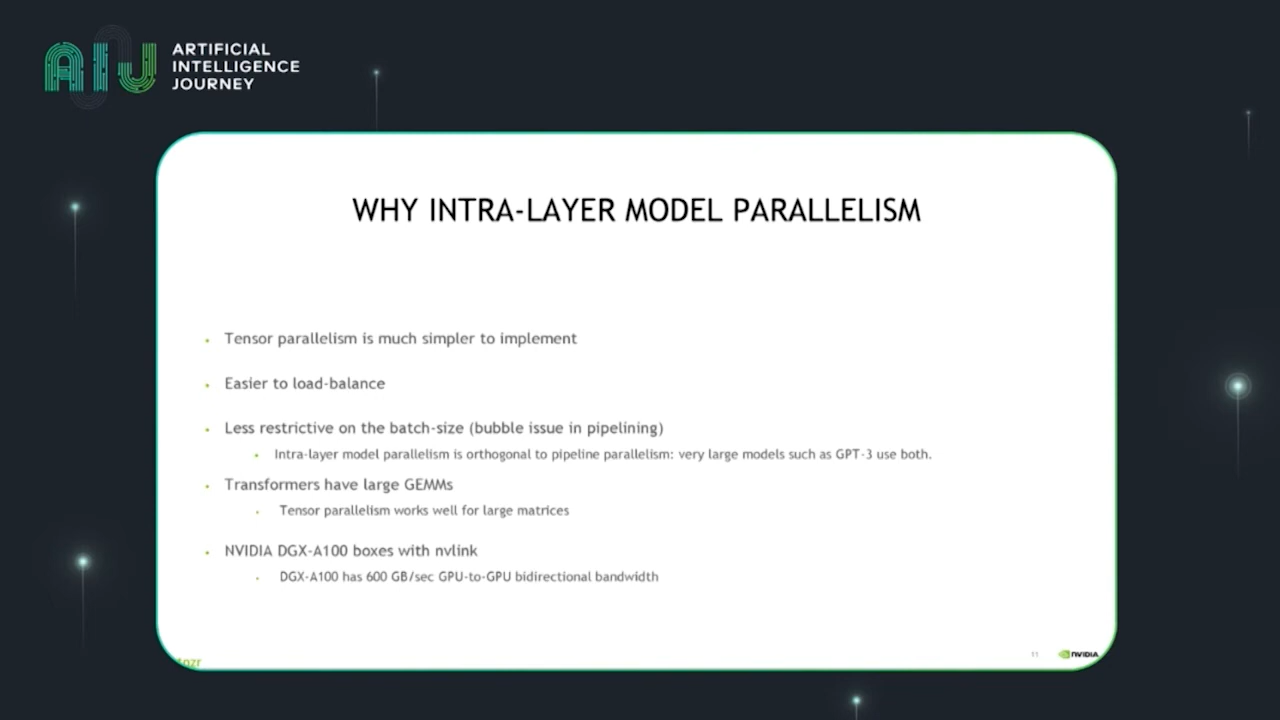 ARTIFICIAL
INTELLIGENCE
JOURNEY
WHY INTRA-LAYER MODEL PARALLELISM
Tensor parallelism is much simpler to implement
Easier to load-balance
Less restrictive on the batch-size (bubble issue in pipelining)
Intra-layer model parallelism is orthogonal to pipeline parallelism: very large models such as GPT-3 use both.
Transformers have large GEMMs
Tensor parallelism works well for large matrices
NVIDIA DGX-A100 boxes with nvlink
DGX-A100 has 600 GB/sec GPU-to-GPU bidirectional bandwidth
11
NVIDIA